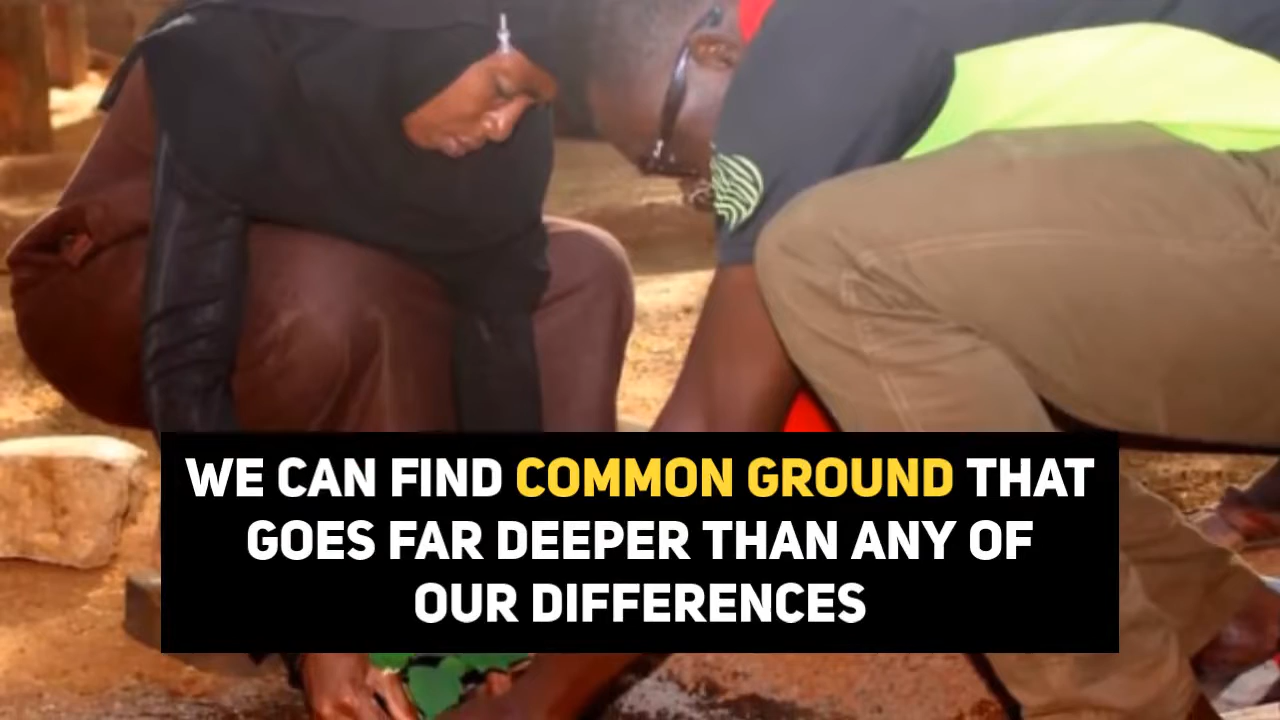 WE CAN FIND COMMON GROUND THAT
GOES FAR DEEPER THAN ANY OF
OUR DIFFERENCES